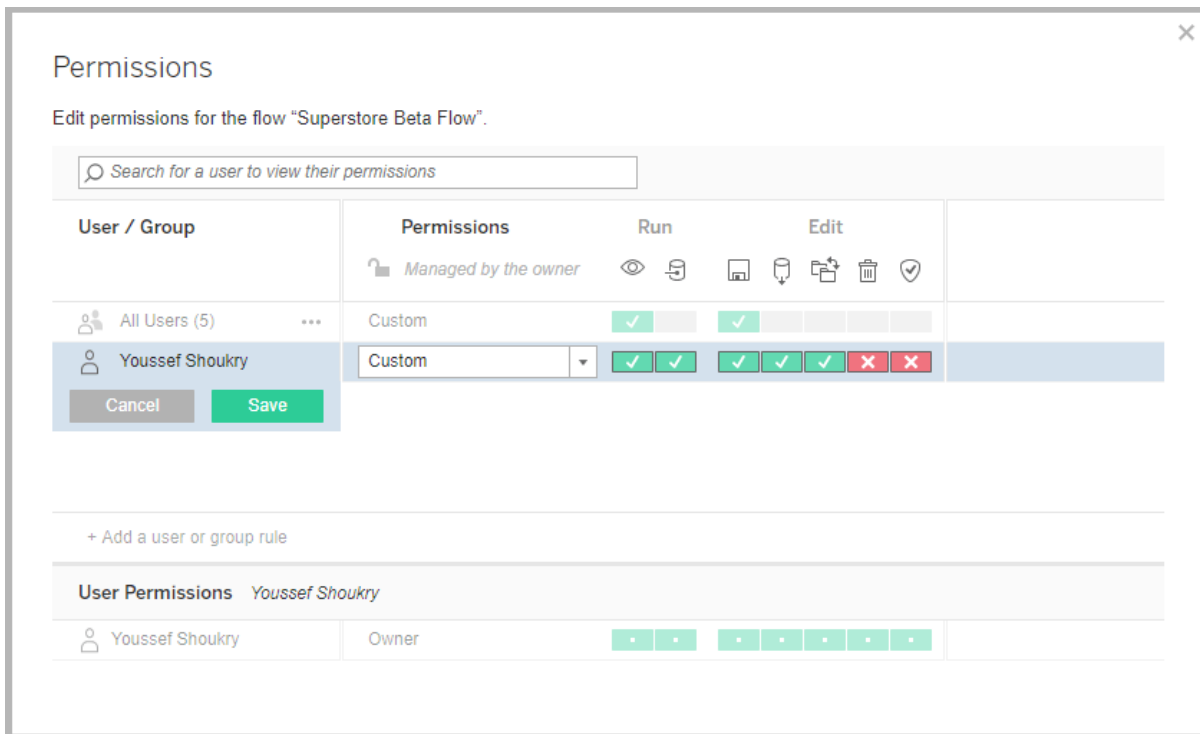 Permissions
Edit permissions for the flow “Superstore Beta Flow”.
Search for a user to view their permissions
User / Group
Permissions
Run
Edit
Managed by the owner
All Users (5)
Custom
Youssef Shoukry
Custom
Cancel
Save
+ Add a user or group rule
User Permissions Youssef Shoukry
Youssef Shoukry
Owner